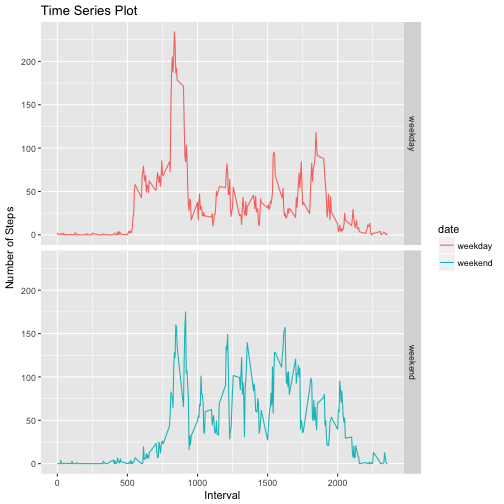 Time Series Plot
Number of Steps
200
150
100
50
0
weekday
200
150
100
50
0
weekend
0
500
1000
1500
2000
Interval
date
weekday
weekend